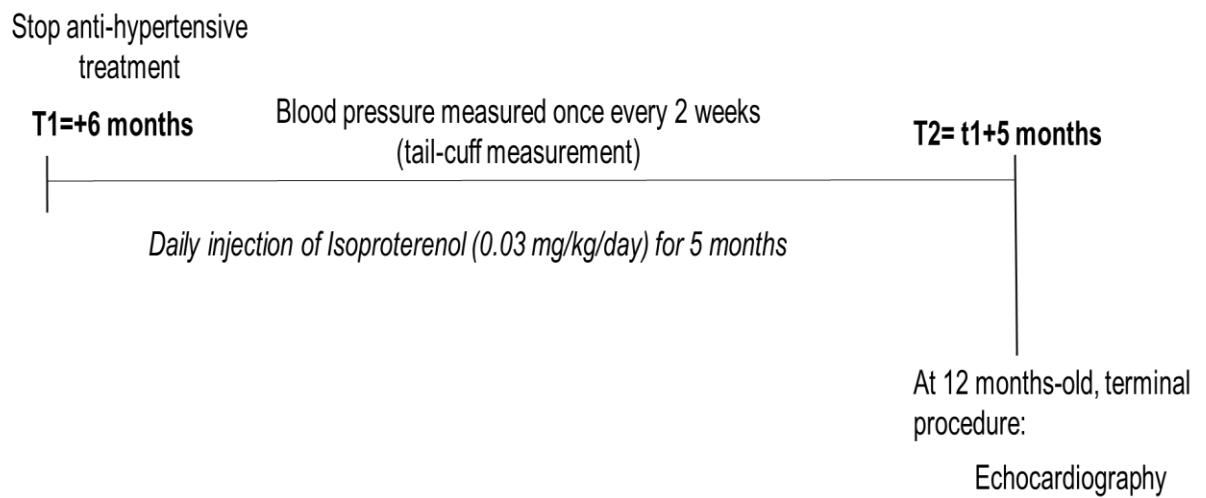 Stop anti-hypertensive
treatment
T1=+6 months
Blood pressure measured once every 2 weeks
(tail-cuff measurement)
T2= t1+5 months
Daily injection of Isoproterenol (0.03 mg/kg/day) for 5 months
At 12 months-old, terminal
procedure:
Echocardiography